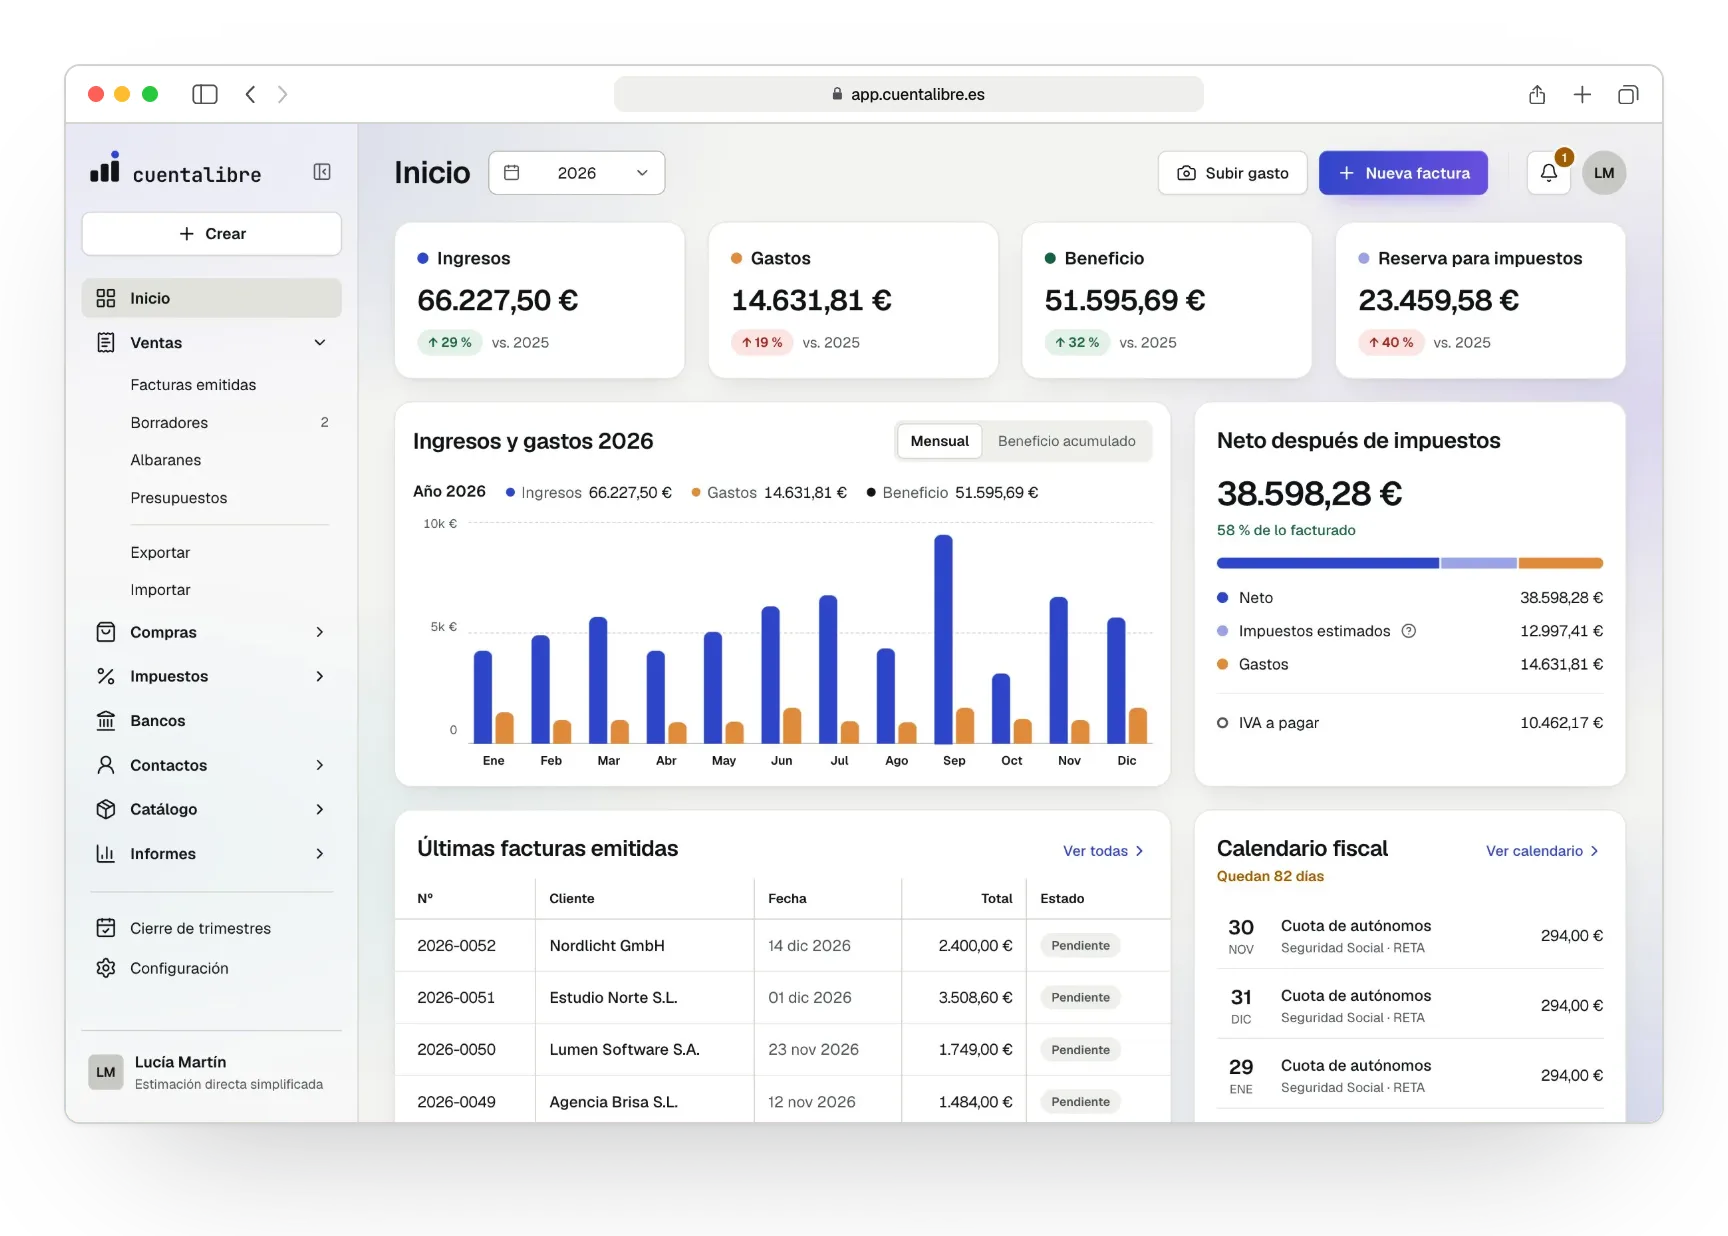 app.cuentalibre.es
cuentalibre
Crear
Inicio
Ventas
Facturas emitidas
Borradores 2
Albaranes
Presupuestos
Exportar
Importar
Compras
Impuestos
Bancos
Contactos
Catálogo
Informes
Cierre de trimestres
Configuración
LM
Lucía Martín
Estimación directa simplificada
Inicio
2026
Subir gasto
Nueva factura
1
LM
Ingresos
66.227,50 €
↑ 29 % vs. 2025
Gastos
14.631,81 €
↑ 19 % vs. 2025
Beneficio
51.595,69 €
↑ 32 % vs. 2025
Reserva para impuestos
23.459,58 €
↑ 40 % vs. 2025
Ingresos y gastos 2026
Mensual Beneficio acumulado
Año 2026 Ingresos 66.227,50 € Gastos 14.631,81 € Beneficio 51.595,69 €
10k €
5k €
0
Ene Feb Mar Abr May Jun Jul Ago Sep Oct Nov Dic
Neto después de impuestos
38.598,28 €
58 % de lo facturado
Neto 38.598,28 €
Impuestos estimados ? 12.997,41 €
Gastos 14.631,81 €
IVA a pagar 10.462,17 €
Últimas facturas emitidas
Ver todas
Nº Cliente Fecha Total Estado
2026-0052 Nordlicht GmbH 14 dic 2026 2.400,00 € Pendiente
2026-0051 Estudio Norte S.L. 01 dic 2026 3.508,60 € Pendiente
2026-0050 Lumen Software S.A. 23 nov 2026 1.749,00 € Pendiente
2026-0049 Agencia Brisa S.L. 12 nov 2026 1.484,00 € Pendiente
Calendario fiscal
Ver calendario
Quedan 82 días
30 Cuota de autónomos 294,00 €
NOV Seguridad Social · RETA
31 Cuota de autónomos 294,00 €
DIC Seguridad Social · RETA
29 Cuota de autónomos 294,00 €
ENE Seguridad Social · RETA